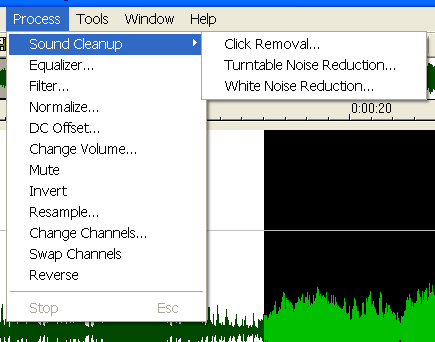 Process Tools Window Help
Sound Cleanup
Click Removal...
Equalizer...
Turntable Noise Reduction...
Filter...
White Noise Reduction...
Normalize...
0:00:20
DC Offset...
Change Volume...
Mute
Invert
Resample...
Change Channels...
Swap Channels
Reverse
Stop Esc